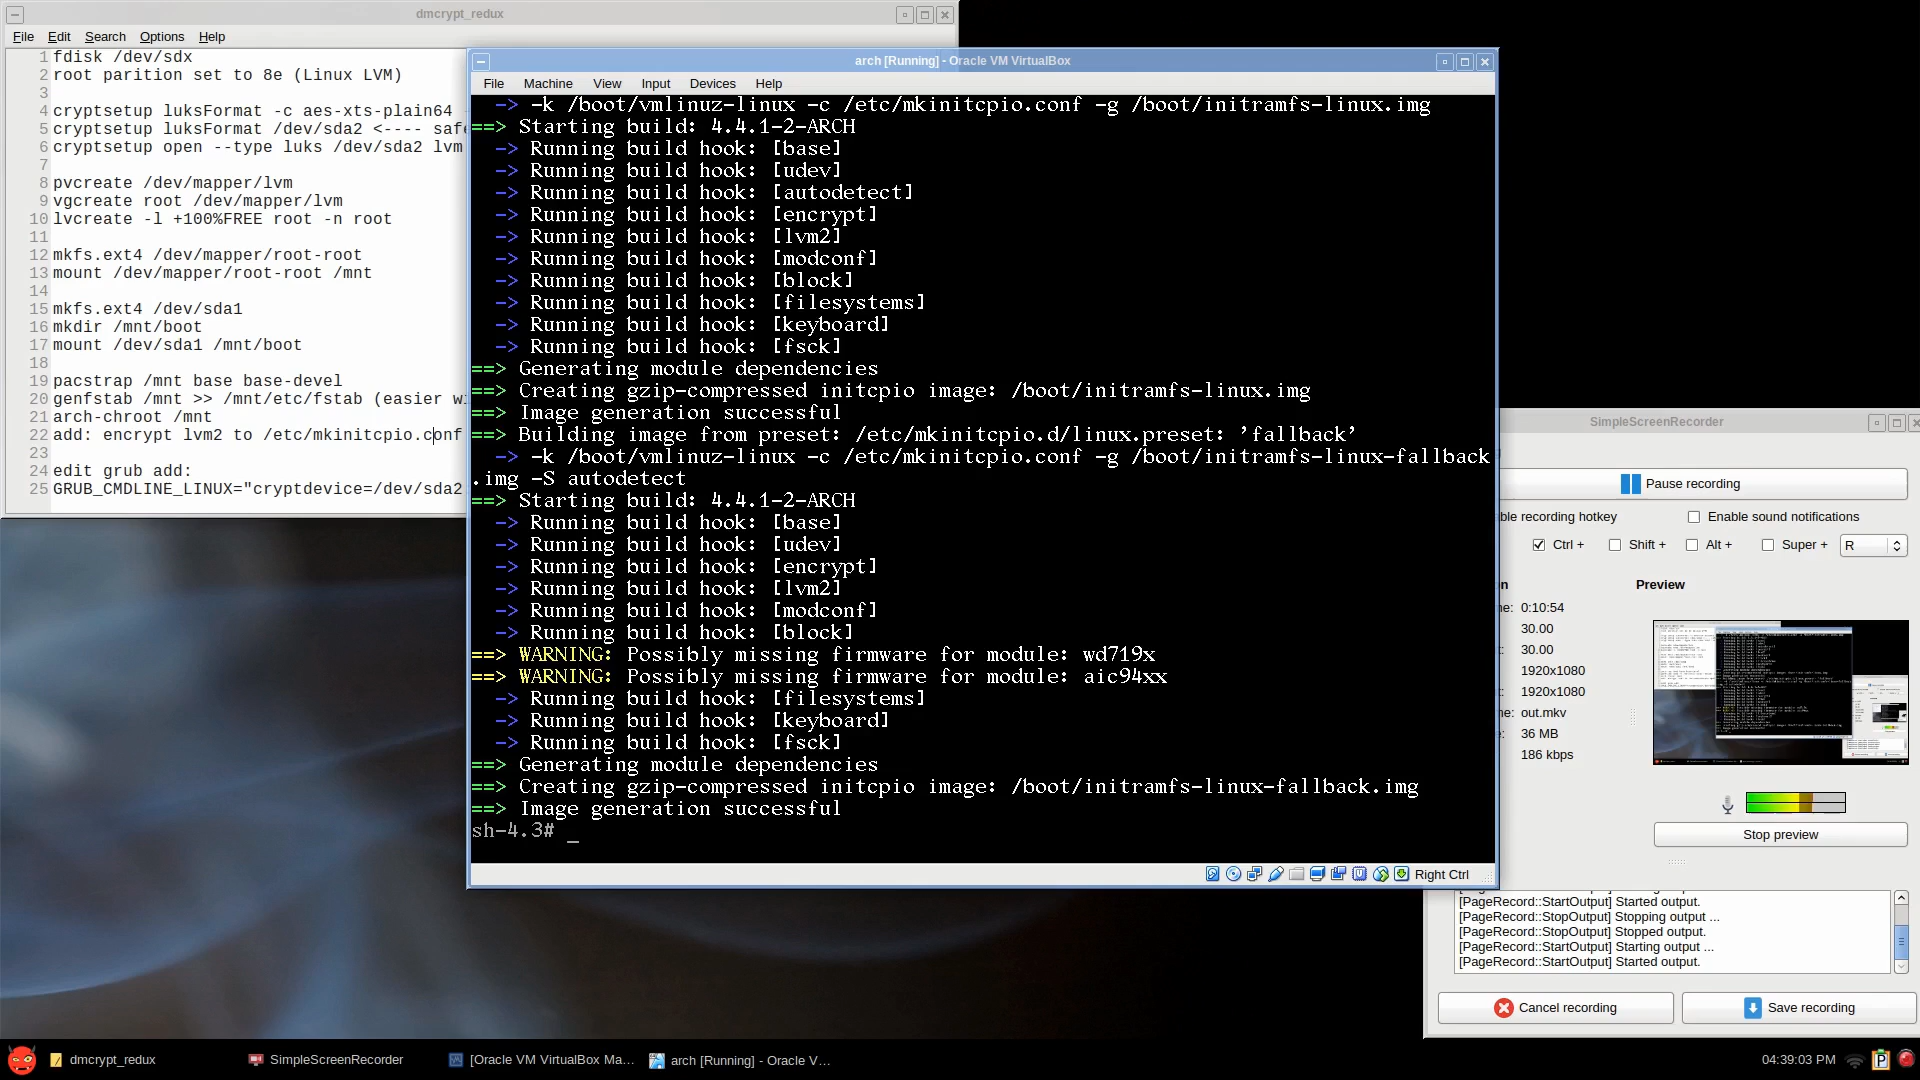 dmcrypt_redux
File Edit Search Options Help
1 fdisk /dev/sdx
2 root parition set to 8e (Linux LVM)
3
4 cryptsetup luksFormat -c aes-xts-plain64
5 cryptsetup luksFormat /dev/sda2 <---- safe
6 cryptsetup open --type luks /dev/sda2 lvm
7
8 pvcreate /dev/mapper/lvm
9 vgcreate root /dev/mapper/lvm
10 lvcreate -l +100%FREE root -n root
11
12 mkfs.ext4 /dev/mapper/root-root
13 mount /dev/mapper/root-root /mnt
14
15 mkfs.ext4 /dev/sda1
16 mkdir /mnt/boot
17 mount /dev/sda1 /mnt/boot
18
19 pacstrap /mnt base base-devel
20 genfstab /mnt >> /mnt/etc/fstab (easier
21 arch-chroot /mnt
22 add: encrypt lvm2 to /etc/mkinitcpio.conf
23
24 edit grub add:
25 GRUB_CMDLINE_LINUX="cryptdevice=/dev/sda2
arch [Running] - Oracle VM VirtualBox
File Machine View Input Devices Help
-> -k /boot/vmlinuz-linux -c /etc/mkinitcpio.conf -g /boot/initramfs-linux.img
==> Starting build: 4.4.1-2-ARCH
-> Running build hook: [base]
-> Running build hook: [udev]
-> Running build hook: [autodetect]
-> Running build hook: [encrypt]
-> Running build hook: [lvm2]
-> Running build hook: [modconf]
-> Running build hook: [block]
-> Running build hook: [filesystems]
-> Running build hook: [keyboard]
-> Running build hook: [fsck]
==> Generating module dependencies
==> Creating gzip-compressed initcpio image: /boot/initramfs-linux.img
==> Image generation successful
==> Building image from preset: /etc/mkinitcpio.d/linux.preset: 'fallback'
-> -k /boot/vmlinuz-linux -c /etc/mkinitcpio.conf -g /boot/initramfs-linux-fallback
.img -S autodetect
==> Starting build: 4.4.1-2-ARCH
-> Running build hook: [base]
-> Running build hook: [udev]
-> Running build hook: [encrypt]
-> Running build hook: [lvm2]
-> Running build hook: [modconf]
-> Running build hook: [block]
==> WARNING: Possibly missing firmware for module: wd719x
==> WARNING: Possibly missing firmware for module: aic94xx
-> Running build hook: [filesystems]
-> Running build hook: [keyboard]
-> Running build hook: [fsck]
==> Generating module dependencies
==> Creating gzip-compressed initcpio image: /boot/initramfs-linux-fallback.img
==> Image generation successful
sh-4.3# _
Right Ctrl
SimpleScreenRecorder
Pause recording
ble recording hotkey Enable sound notifications
Ctrl + Shift + Alt + Super + R
n Preview
ne: 0:10:54
30.00
30.00
1920x1080
1920x1080
out.mkv
36 MB
186 kbps
Stop preview
[PageRecord::StartOutput] Started output.
[PageRecord::StopOutput] Stopping output ...
[PageRecord::StopOutput] Stopped output.
[PageRecord::StartOutput] Starting output ...
[PageRecord::StartOutput] Started output.
Cancel recording Save recording
dmcrypt_redux SimpleScreenRecorder [Oracle VM VirtualBox Ma... arch [Running] - Oracle V... 04:39:03 PM